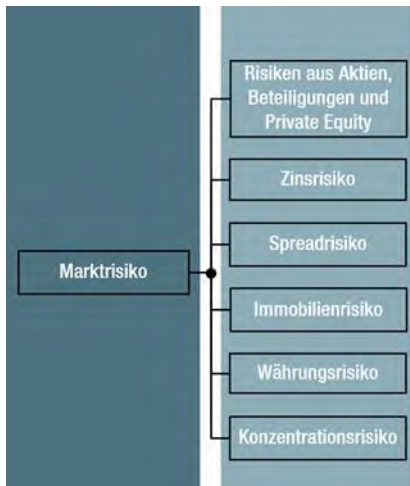 Marktrisiko
Risiken aus Aktien,
Beteiligungen und
Private Equity
Zinsrisiko
Spreadrisiko
Immobilienrisiko
Währungsrisiko
Konzentrationsrisiko